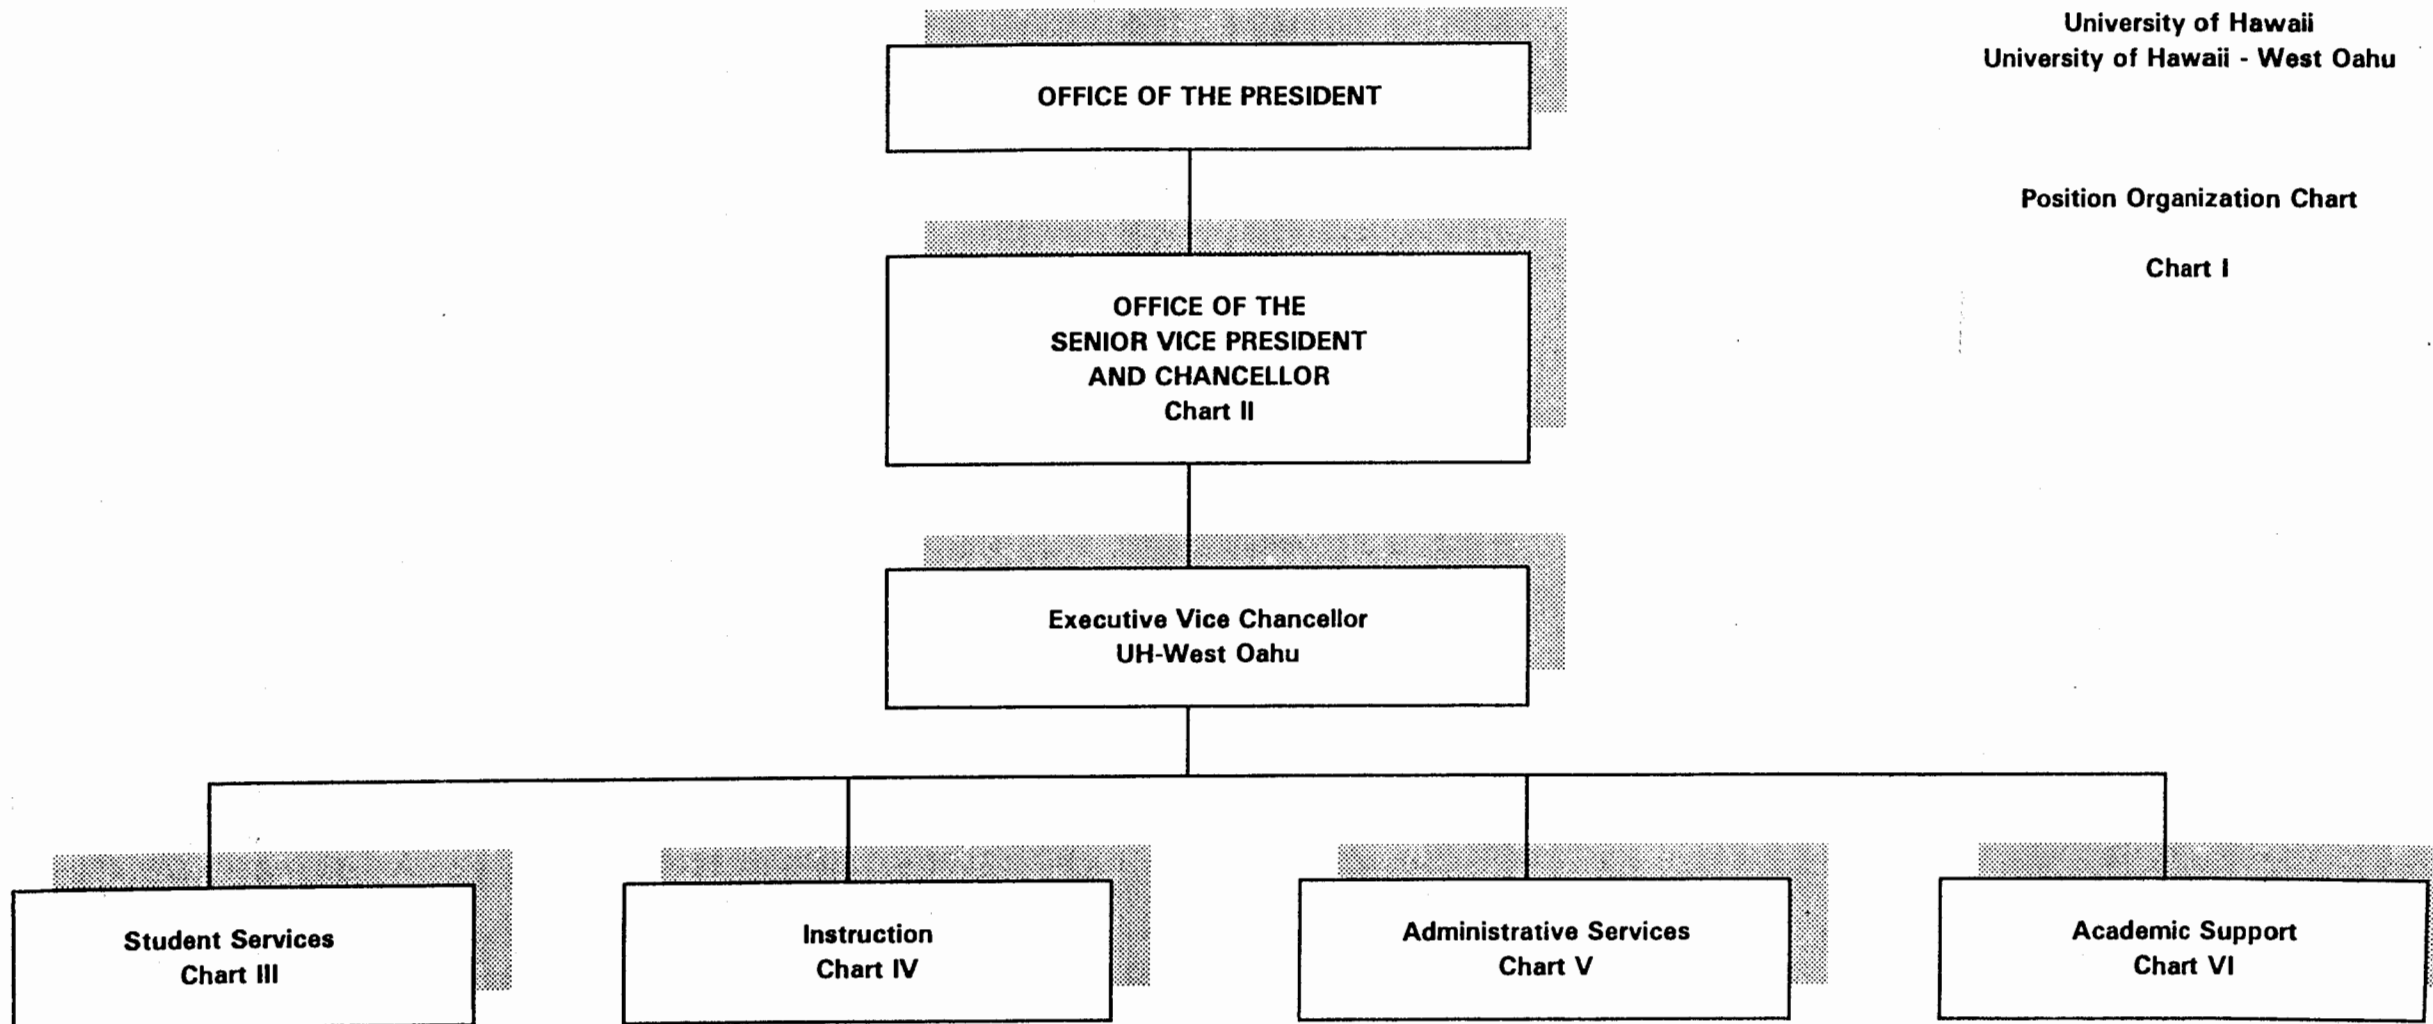 University of Hawaii
University of Hawaii - West Oahu
Position Organization Chart
Chart I
OFFICE OF THE PRESIDENT
OFFICE OF THE
SENIOR VICE PRESIDENT
AND CHANCELLOR
Chart II
Executive Vice Chancellor
UH-West Oahu
Student Services
Chart III
Instruction
Chart IV
Administrative Services
Chart V
Academic Support
Chart VI